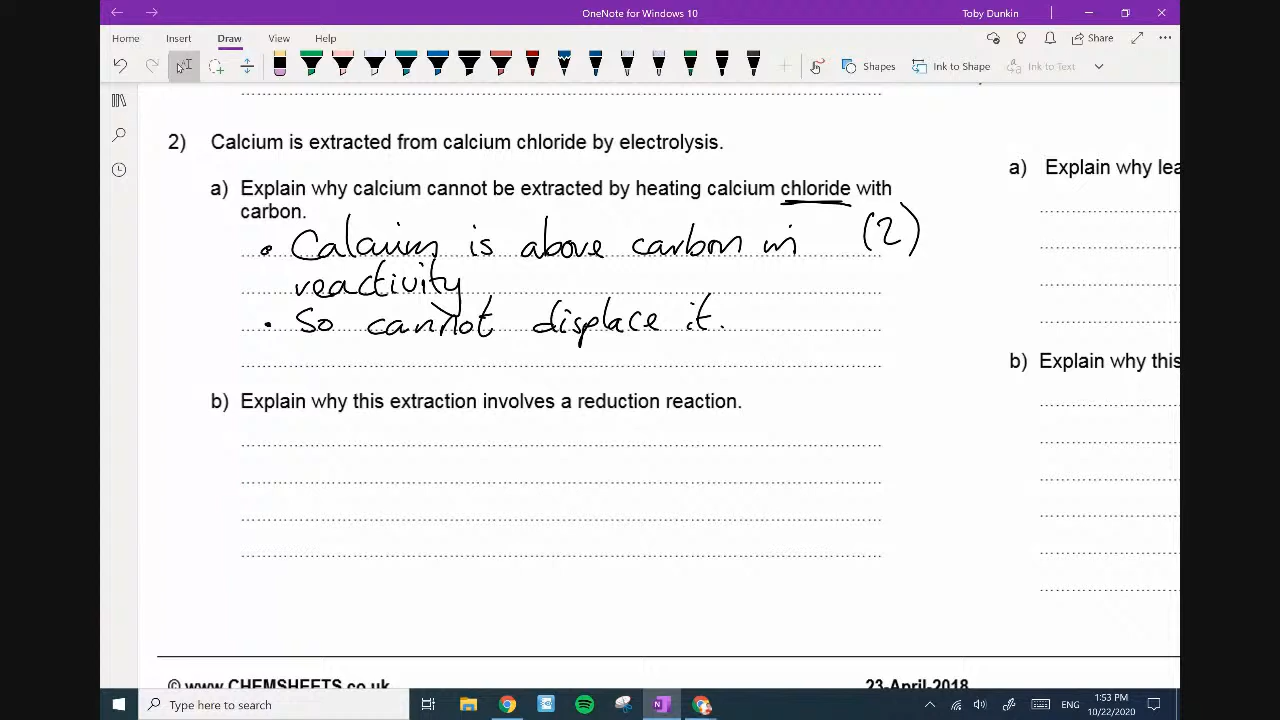 OneNote for Windows 10
Toby Dunkin
Home Insert Draw View Help
Share
Shapes
Ink to Shape
Ink to Text
2) Calcium is extracted from calcium chloride by electrolysis.
a) Explain why calcium cannot be extracted by heating calcium chloride with
carbon.
(2)
• Calcium is above carbon in
reactivity
• So cannot displace it.
b) Explain why this extraction involves a reduction reaction.
a) Explain why lea
b) Explain why this
© www.CHEMSHEETS.co.uk
23-April-2018
Type here to search
ENG
1:53 PM
10/22/2020